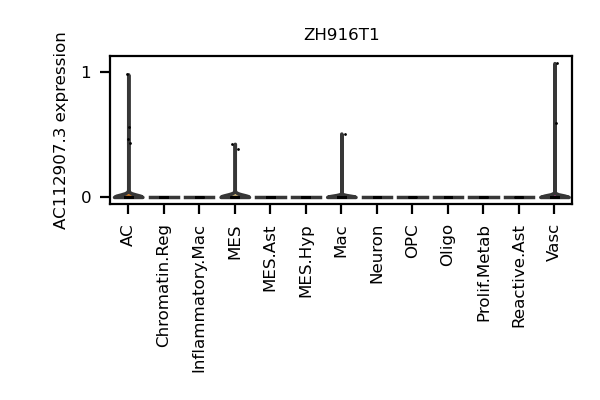 ZH916T1
AC112907.3 expression
1
0
AC
Chromatin.Reg
Inflammatory.Mac
MES
MES.Ast
MES.Hyp
Mac
Neuron
OPC
Oligo
Prolif.Metab
Reactive.Ast
Vasc